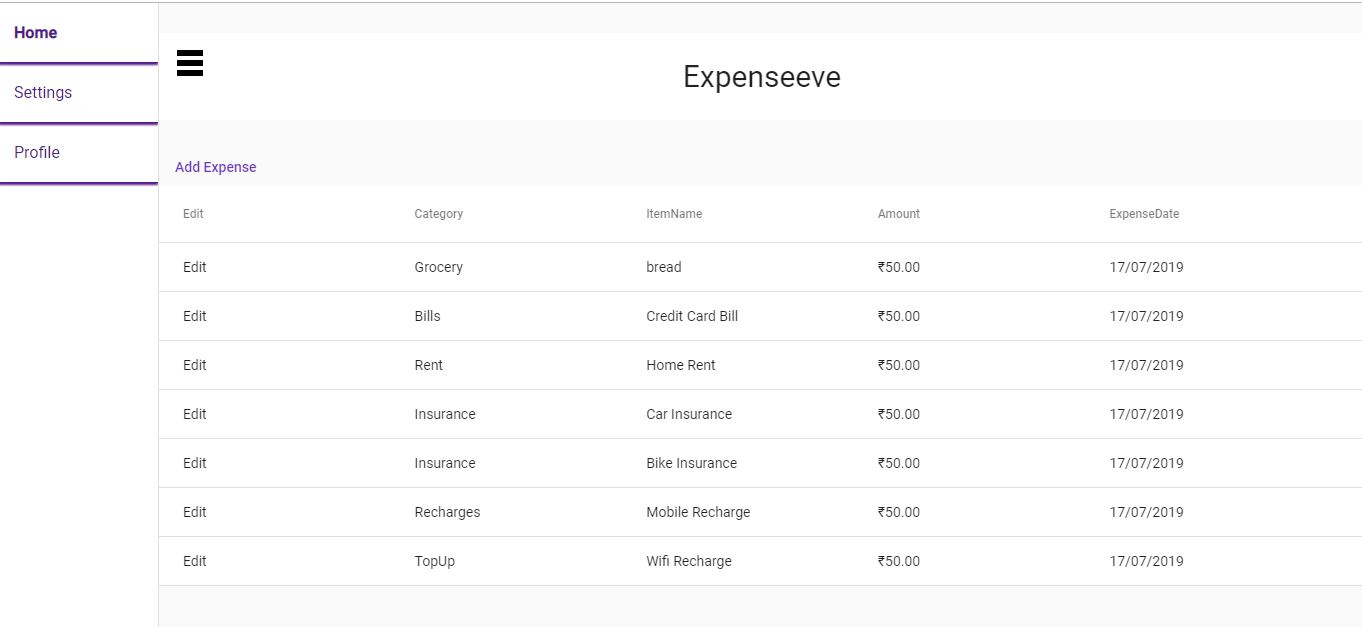 Home
Settings
Profile
Expenseeve
Add Expense
Edit Category ItemName Amount ExpenseDate
Edit Grocery bread ₹50.00 17/07/2019
Edit Bills Credit Card Bill ₹50.00 17/07/2019
Edit Rent Home Rent ₹50.00 17/07/2019
Edit Insurance Car Insurance ₹50.00 17/07/2019
Edit Insurance Bike Insurance ₹50.00 17/07/2019
Edit Recharges Mobile Recharge ₹50.00 17/07/2019
Edit TopUp Wifi Recharge ₹50.00 17/07/2019